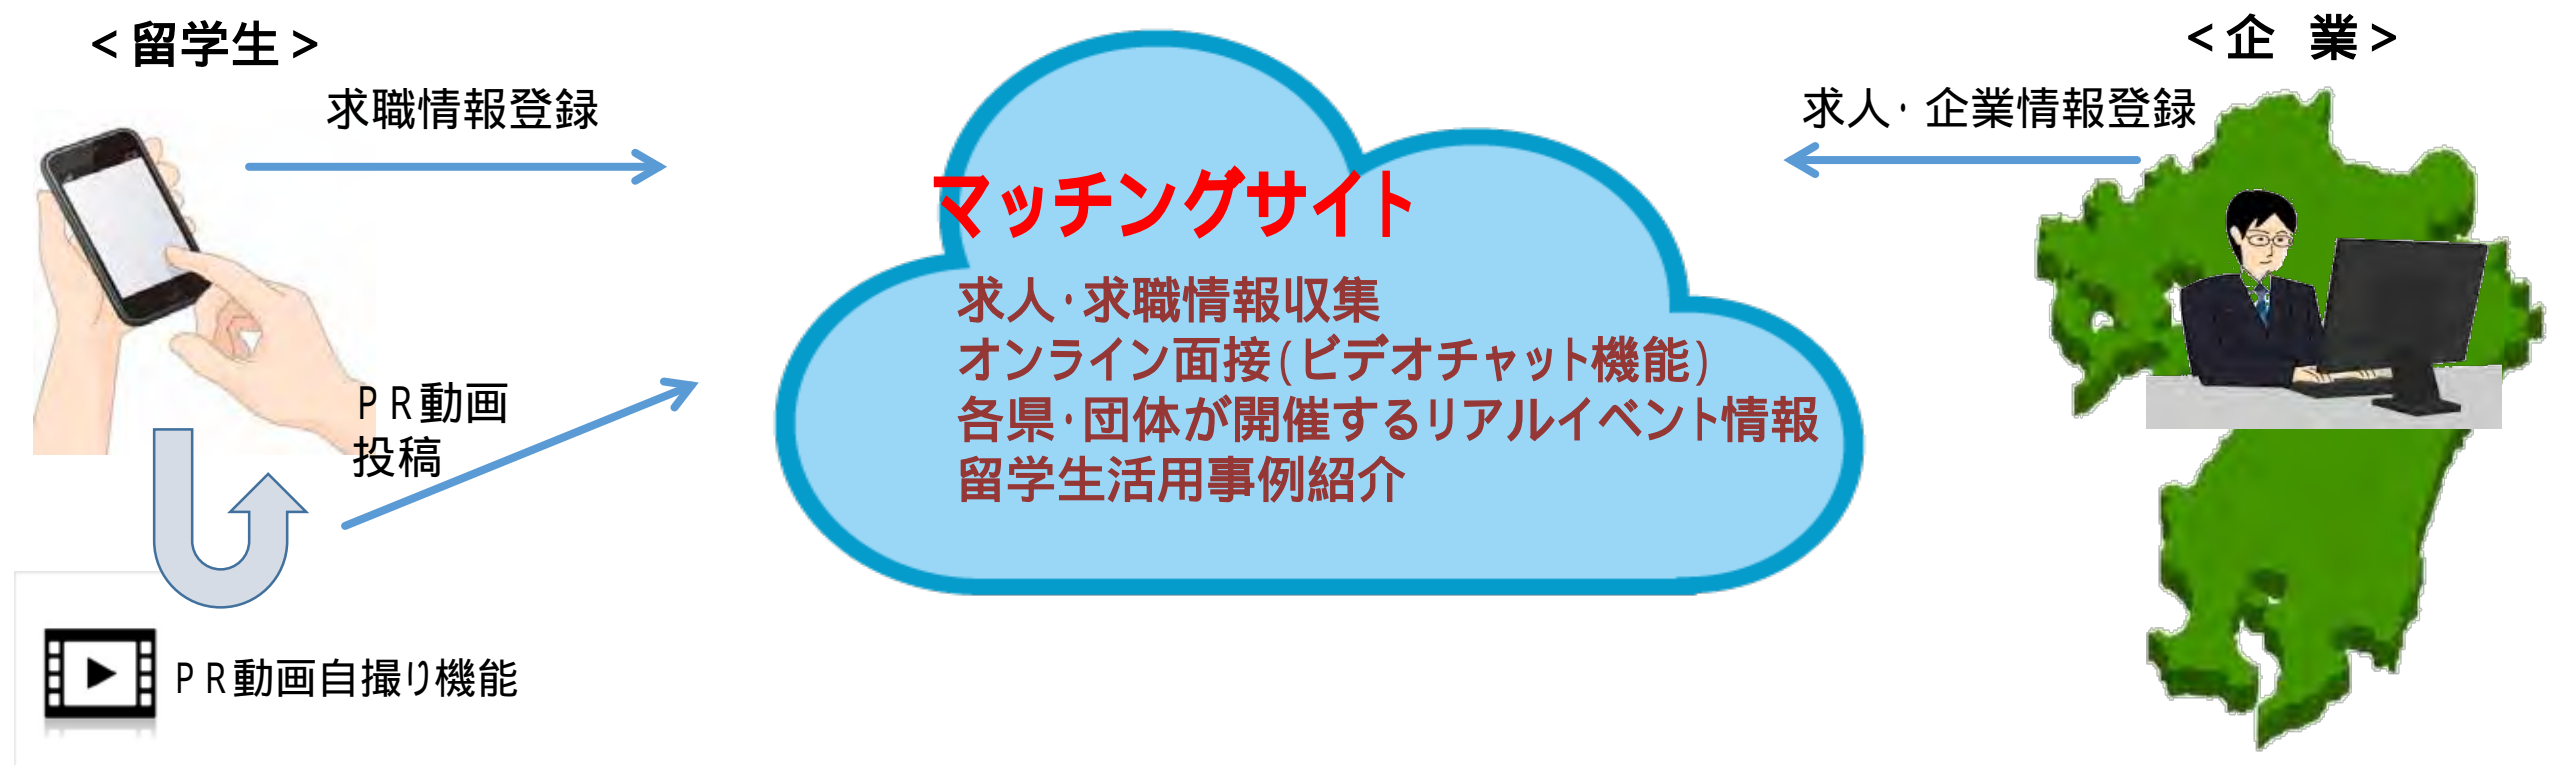 <留学生>
求職情報登録
PR動画
投稿
PR動画自撮り機能
マッチングサイト
求人・求職情報収集
オンライン面接(ビデオチャット機能)
各県・団体が開催するリアルイベント情報
留学生活用事例紹介
<企 業>
求人・企業情報登録